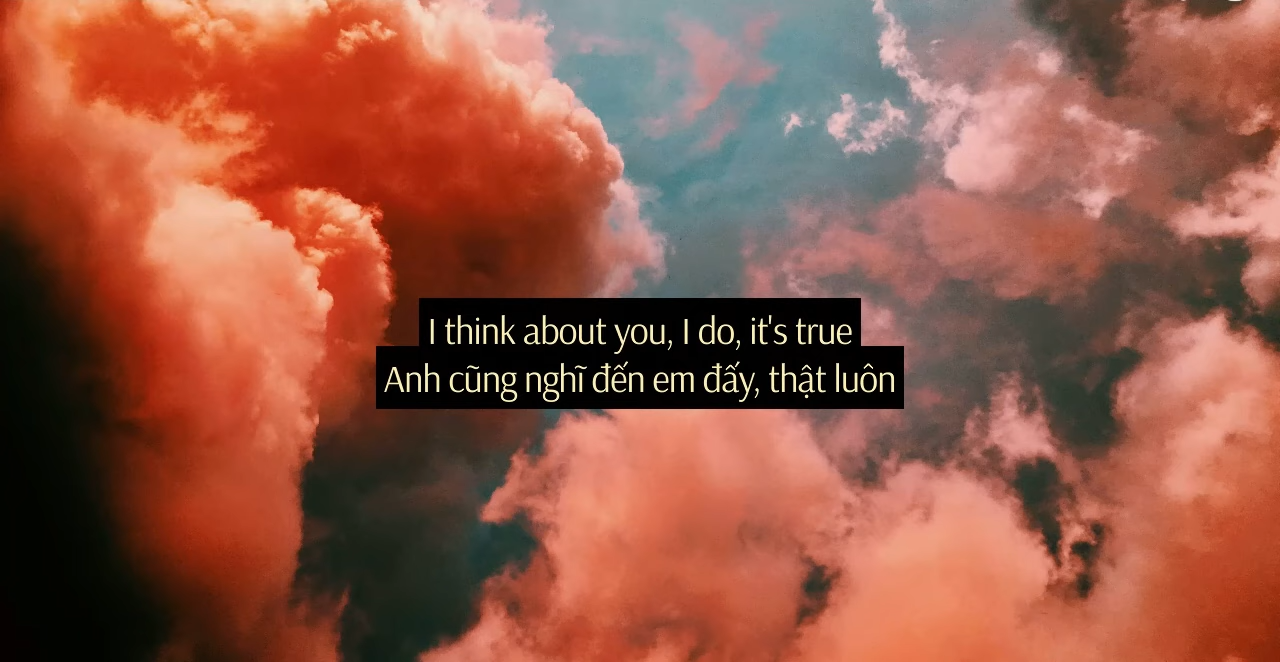 I think about you, I do, it's true
Anh cũng nghĩ đến em đấy, thật luôn